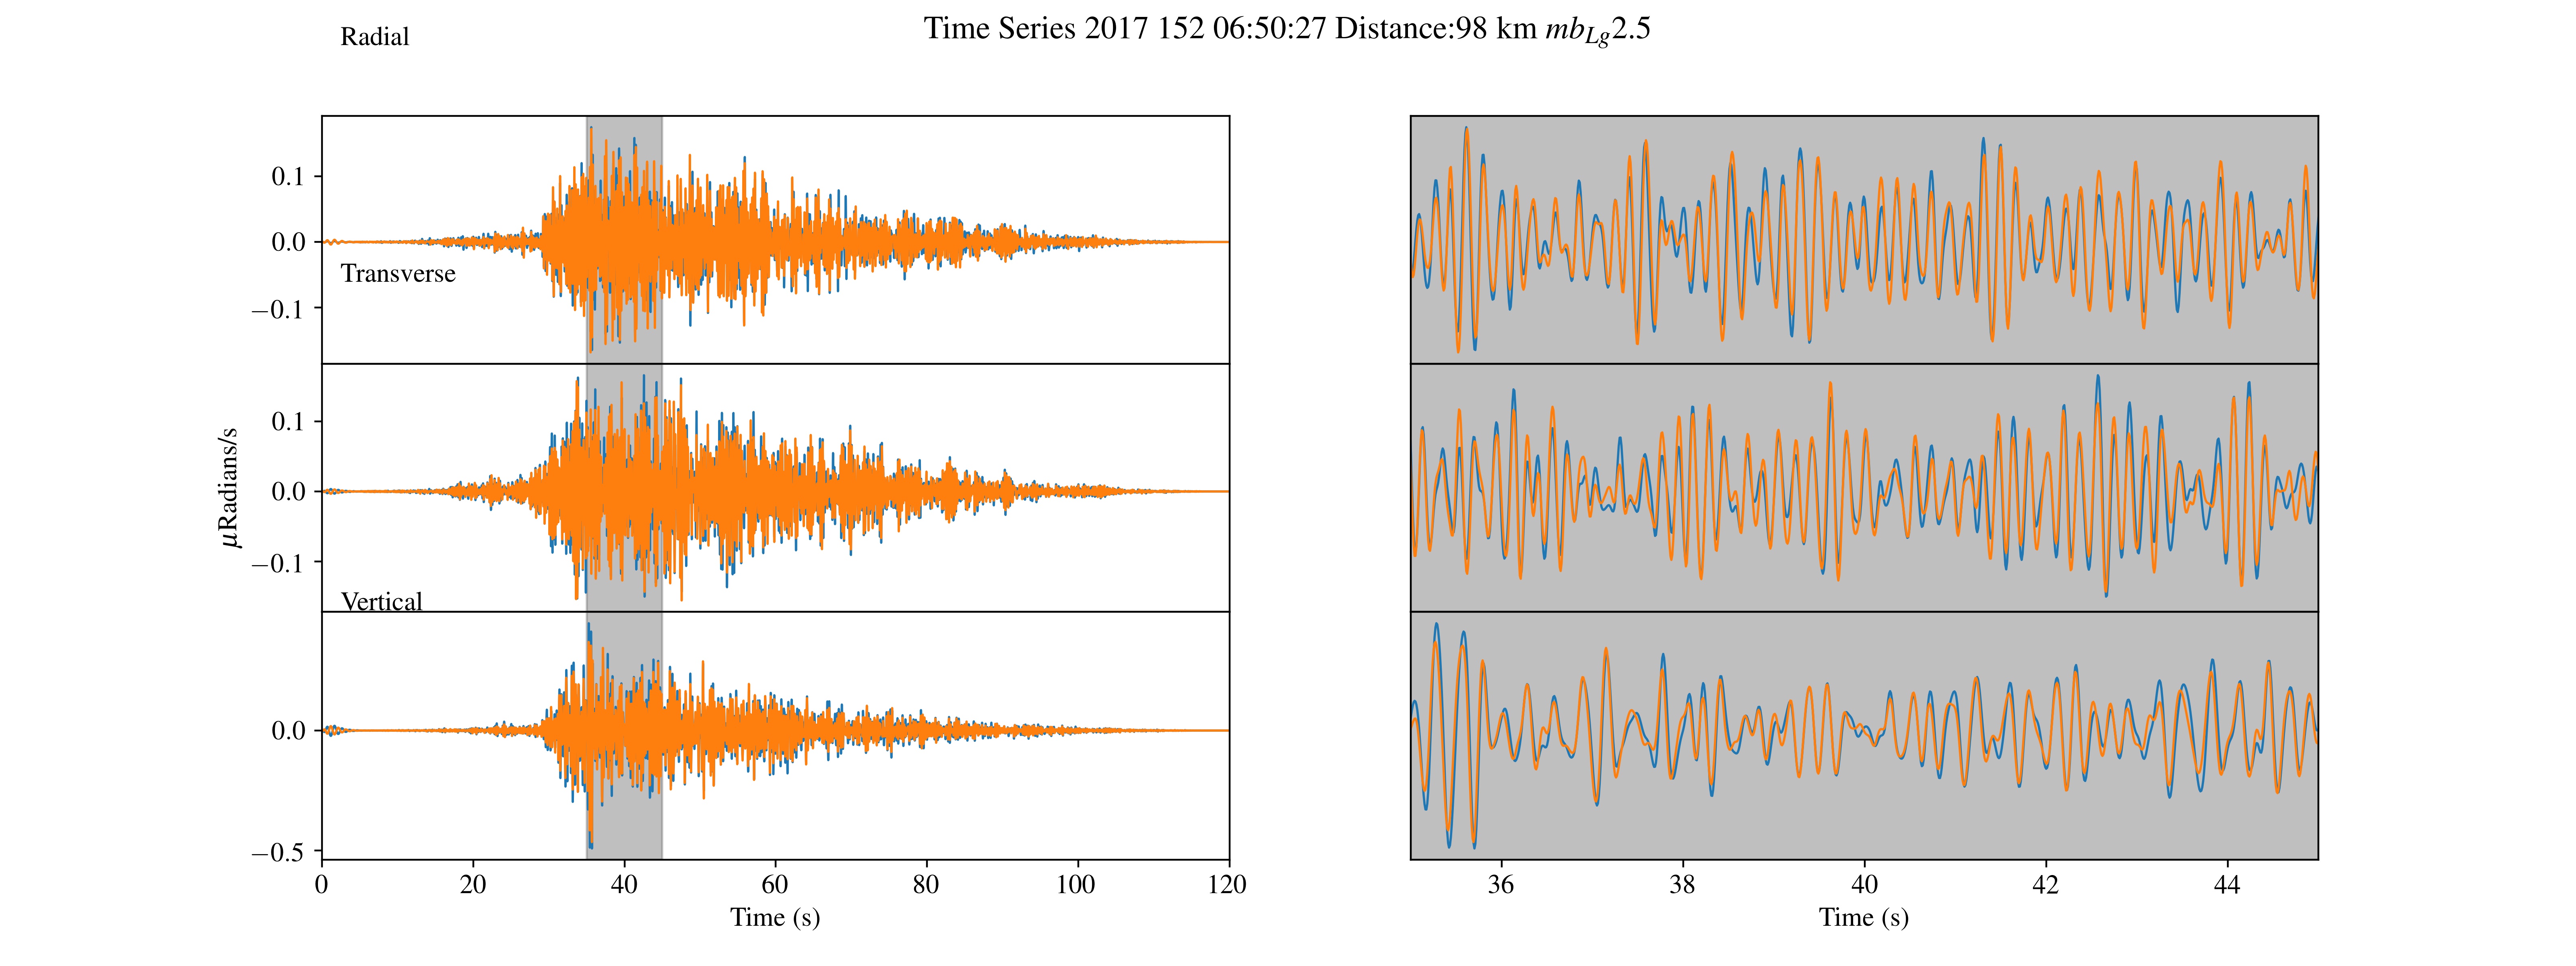 Time Series 2017 152 06:50:27 Distance:98 km mb_Lg2.5
Radial
0.1
0.0
Transverse
−0.1
0.1
0.0
μRadians/s
−0.1
Vertical
0.0
−0.5
0 20 40 60 80 100 120
36 38 40 42 44
Time (s)
Time (s)